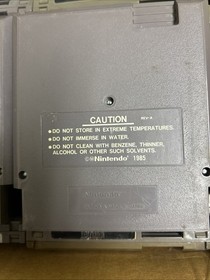 CAUTION
REV-A
●DO NOT STORE IN EXTREME TEMPERATURES.
●DO NOT IMMERSE IN WATER.
●DO NOT CLEAN WITH BENZENE, THINNER,
ALCOHOL OR OTHER SUCH SOLVENTS.
©Nintendo 1985